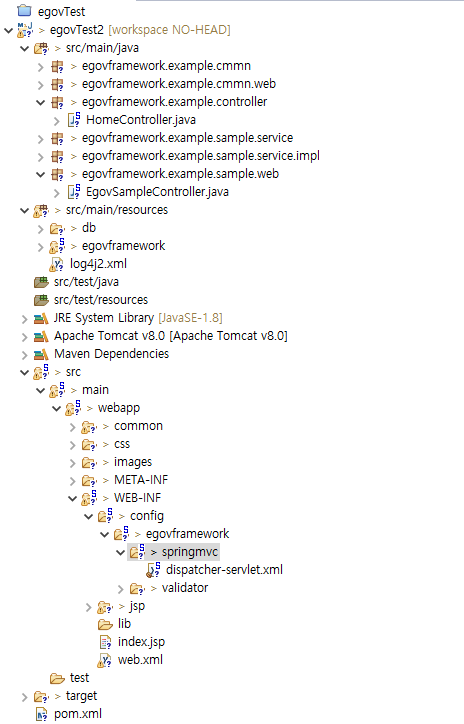 egovTest
> egovTest2 [workspace NO-HEAD]
> src/main/java
> egovframework.example.cmmn
> egovframework.example.cmmn.web
> egovframework.example.controller
HomeController.java
> egovframework.example.sample.service
> egovframework.example.sample.service.impl
> egovframework.example.sample.web
> EgovSampleController.java
> src/main/resources
> db
> egovframework
log4j2.xml
src/test/java
src/test/resources
JRE System Library [JavaSE-1.8]
Apache Tomcat v8.0 [Apache Tomcat v8.0]
Maven Dependencies
> src
> main
> webapp
> common
> css
> images
> META-INF
> WEB-INF
> config
> egovframework
> springmvc
dispatcher-servlet.xml
> validator
> jsp
lib
index.jsp
web.xml
test
> target
pom.xml